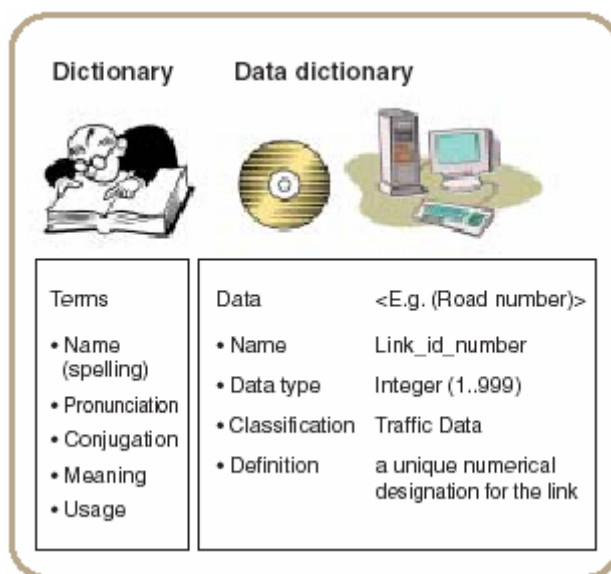 Dictionary
Data dictionary
Terms
• Name
(spelling)
• Pronunciation
• Conjugation
• Meaning
• Usage
Data <E.g. (Road number)>
• Name Link_id_number
• Data type Integer (1..999)
• Classification Traffic Data
• Definition a unique numerical
designation for the link